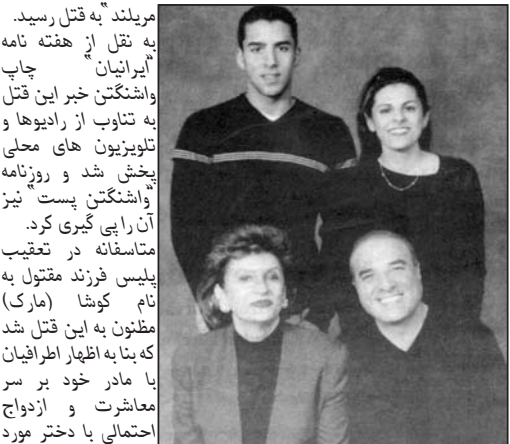 مریلند" به قتل رسید.
به نقل از هفته نامه
"ایرانیان" چاپ
واشنگتن خبر این قتل
به تناوب از رادیوها و
تلویزیون های محلی
پخش شد و روزنامه
"واشنگتن پست" نیز
آن را پی گیری کرد.
متاسفانه در تعقیب
پلیس فرزند مقتول به
نام کوشا (مارک)
مظنون به این قتل شد
که بنا به اظهار اطرافیان
با مادر خود بر سر
معاشرت و ازدواج
احتمالی با دختر مورد